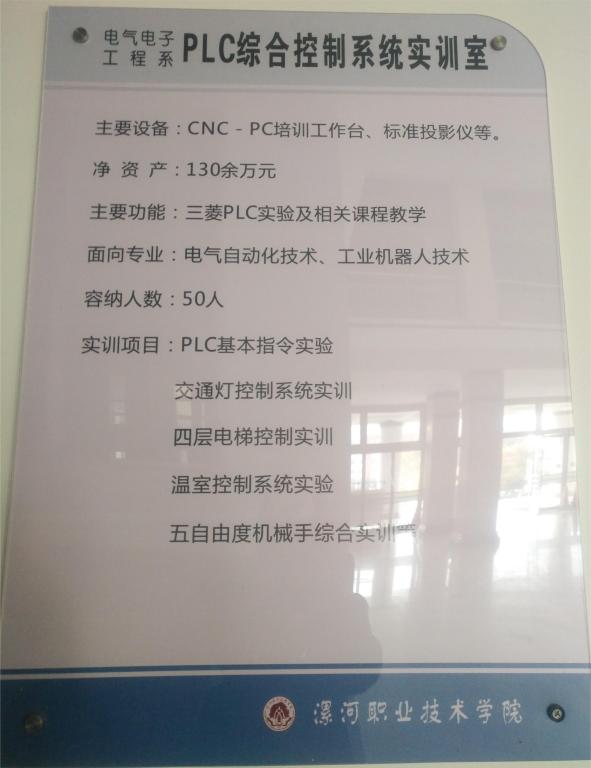 电气电子
工程系 PLC综合控制系统实训室
主要设备：CNC－PC培训工作台、标准投影仪等。
净 资 产：130余万元
主要功能：三菱PLC实验及相关课程教学
面向专业：电气自动化技术、工业机器人技术
容纳人数：50人
实训项目：PLC基本指令实验
交通灯控制系统实训
四层电梯控制实训
温室控制系统实验
五自由度机械手综合实训等
漯河职业技术学院